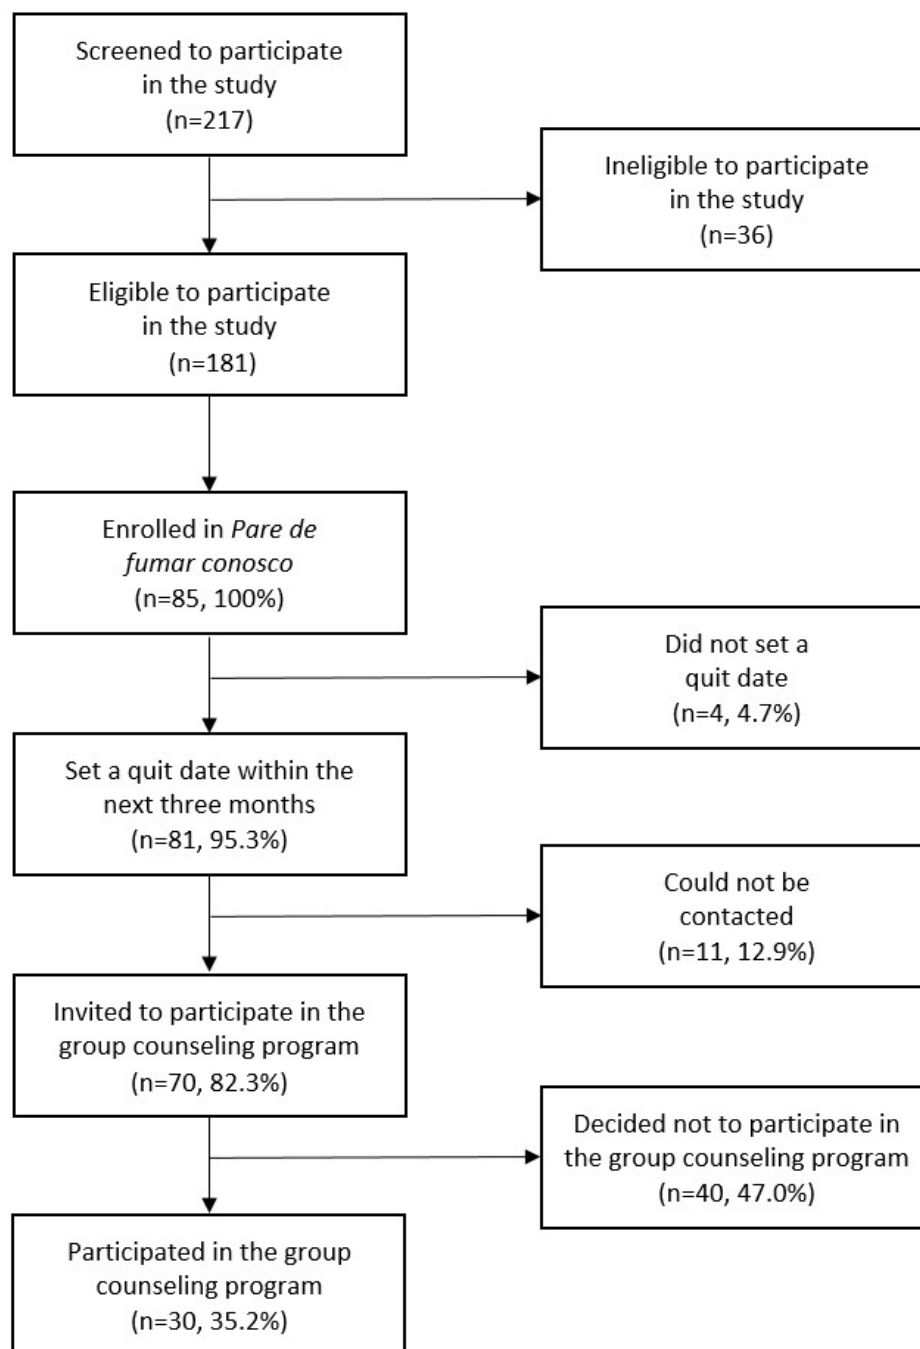 Screened to participate
in the study
(n=217)
Ineligible to participate
in the study
(n=36)
Eligible to participate
in the study
(n=181)
Enrolled in Pare de
fumar conosco
(n=85, 100%)
Did not set a
quit date
(n=4, 4.7%)
Set a quit date within the
next three months
(n=81, 95.3%)
Could not be
contacted
(n=11, 12.9%)
Invited to participate in the
group counseling program
(n=70, 82.3%)
Decided not to participate in
the group counseling program
(n=40, 47.0%)
Participated in the group
counseling program
(n=30, 35.2%)